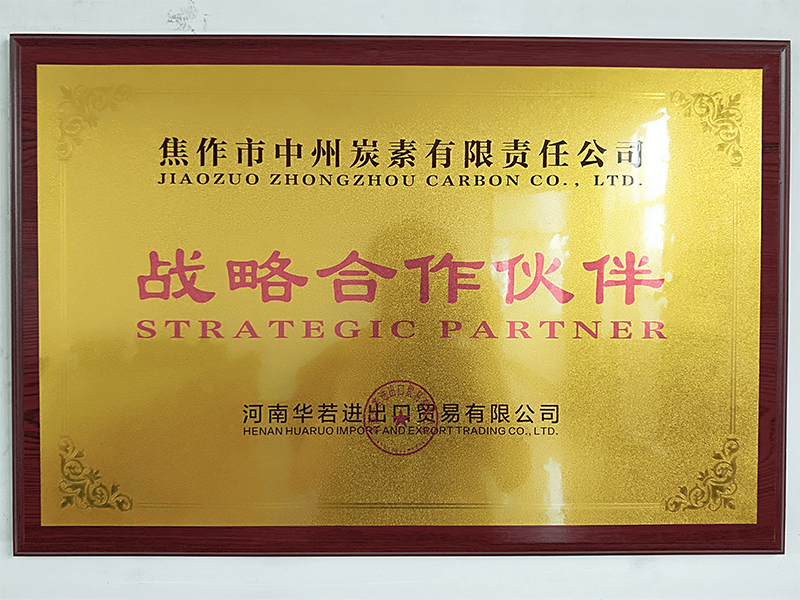 焦作市中州炭素有限责任公司
JIAOZUO ZHONGZHOU CARBON CO., LTD.
战略合作伙伴
STRATEGIC PARTNER
河南华若进出口贸易有限公司
HENAN HUARUO IMPORT AND EXPORT TRADING CO., LTD.